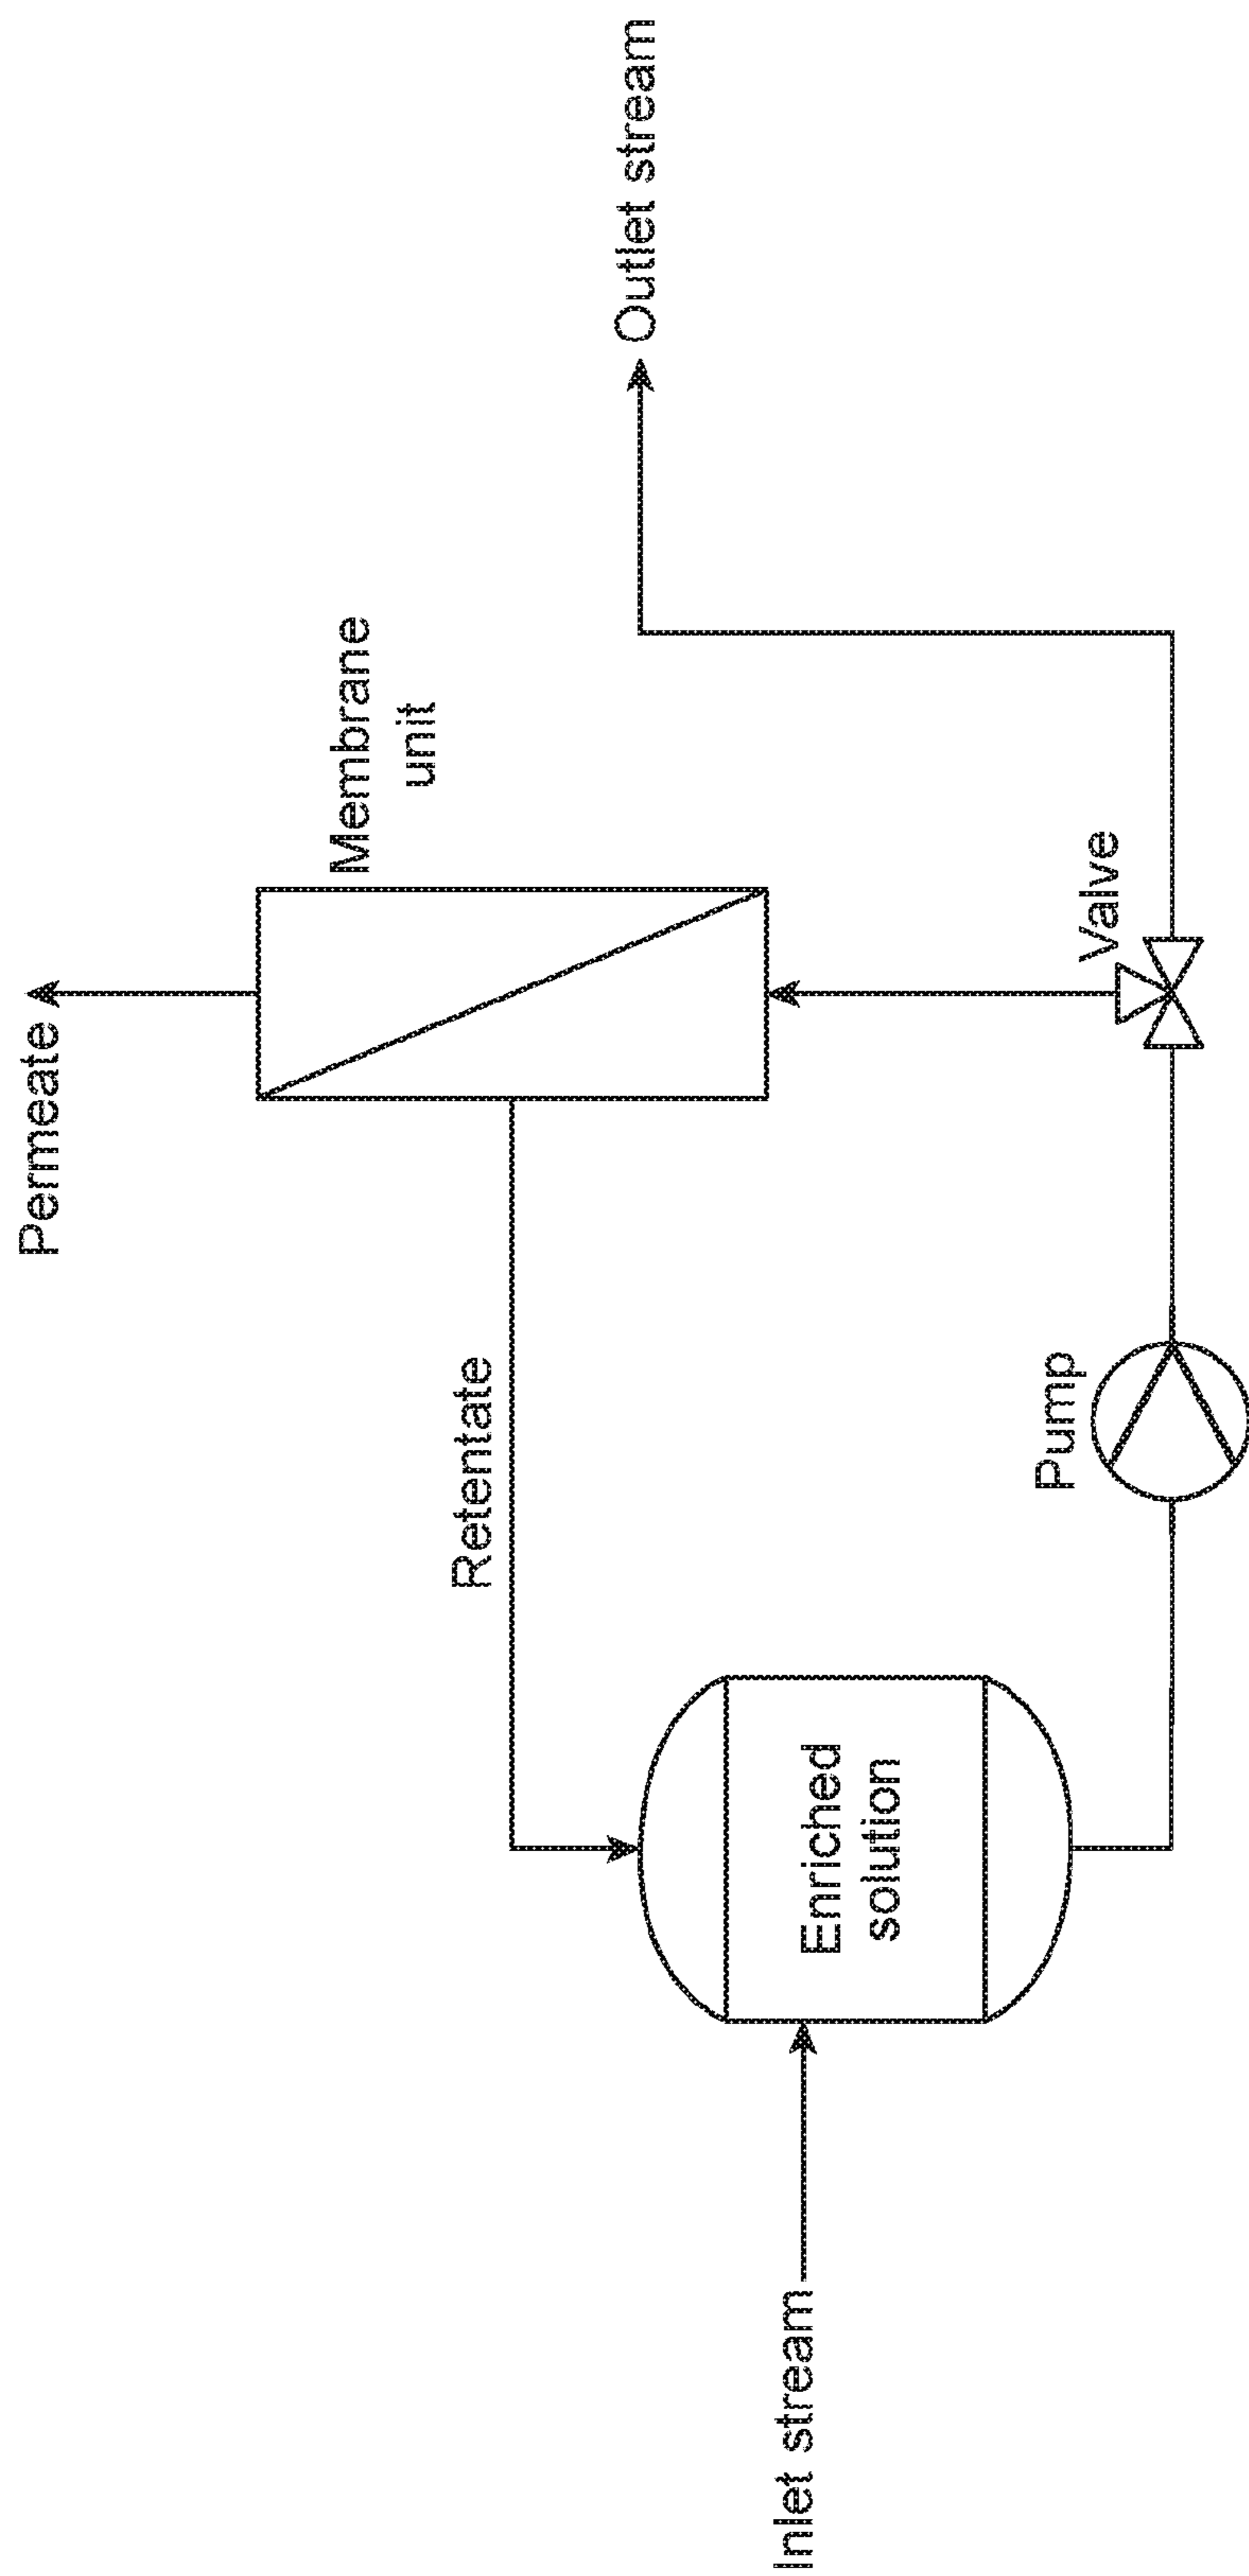 Permeate
Membrane
unit
Retentate
Outlet stream
Inlet stream
Enriched
solution
Pump
Valve